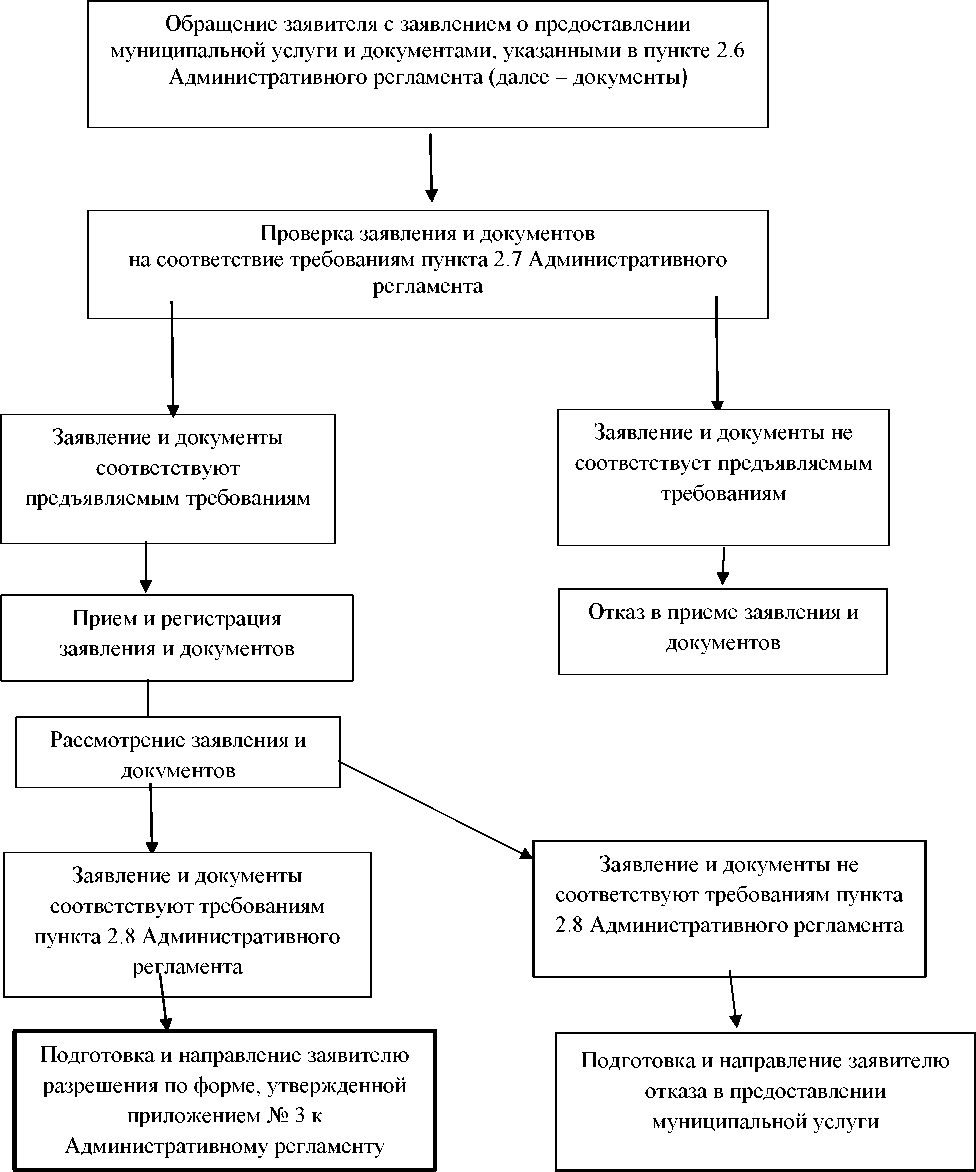 Обращение заявителя с заявлением о предоставлении
муниципальной услуги и документами, указанными в пункте 2.6
Административного регламента (далее – документы)
Проверка заявления и документов
на соответствие требованиям пункта 2.7 Административного
регламента
Заявление и документы
соответствуют
предъявляемым требованиям
Заявление и документы не
соответствует предъявляемым
требованиям
Прием и регистрация
заявления и документов
Отказ в приеме заявления и
документов
Рассмотрение заявления и
документов
Заявление и документы
соответствуют требованиям
пункта 2.8 Административного
регламента
Заявление и документы не
соответствуют требованиям пункта
2.8 Административного регламента
Подготовка и направление заявителю
разрешения по форме, утвержденной
приложением № 3 к
Административному регламенту
Подготовка и направление заявителю
отказа в предоставлении
муниципальной услуги